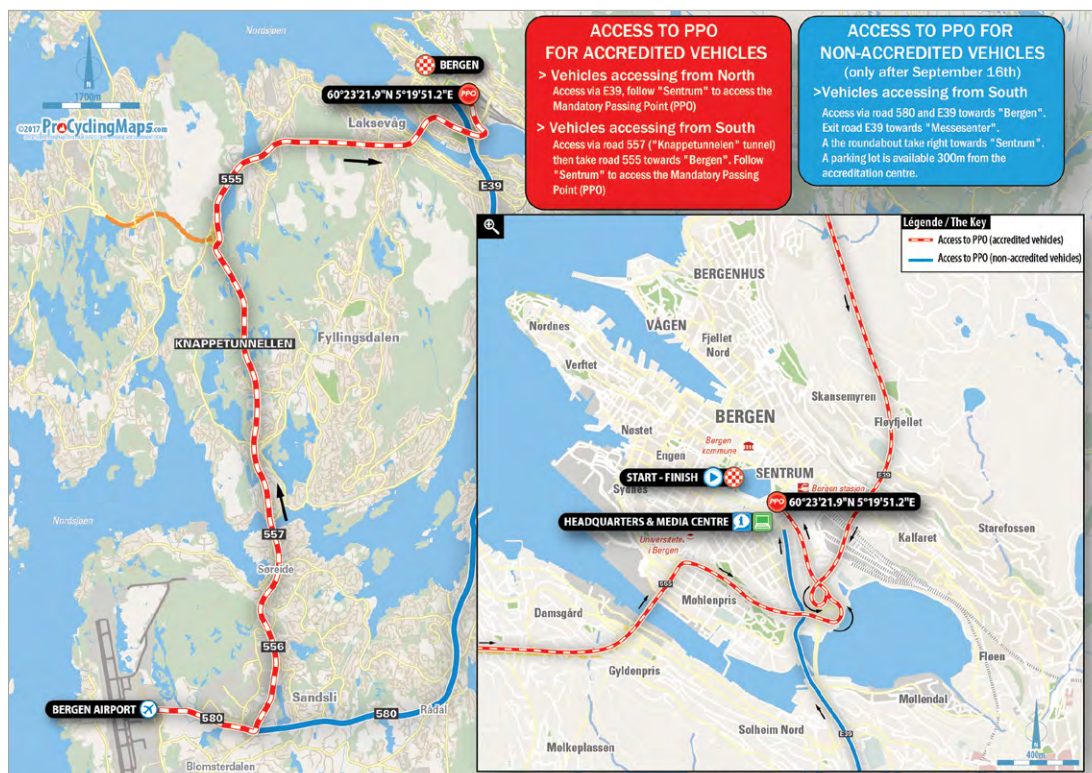 Nordsjøen
N
1700m
©2017 ProCyclingMaps.com
BERGEN
60°23'21.9"N 5°19'51.2"E PPO
Laksevåg
555
E39
KNAPPETUNNELLEN
Fyllingsdalen
Nordsjøen
557
Søreide
556
Sandsli
BERGEN AIRPORT
580
580
Rådal
Blomsterdalen
ACCESS TO PPO
FOR ACCREDITED VEHICLES
> Vehicles accessing from North
Access via E39, follow "Sentrum" to access the
Mandatory Passing Point (PPO)
> Vehicles accessing from South
Access via road 557 ("Knappetunnelen" tunnel)
then take road 555 towards "Bergen". Follow
"Sentrum" to access the Mandatory Passing
Point (PPO)
ACCESS TO PPO FOR
NON-ACCREDITED VEHICLES
(only after September 16th)
>Vehicles accessing from South
Access via road 580 and E39 towards "Bergen".
Exit road E39 towards "Messesenter".
A the roundabout take right towards "Sentrum".
A parking lot is available 300m from the
accreditation centre.
Légende / The Key
Access to PPO (accredited vehicles)
Access to PPO (non-accredited vehicles)
BERGENHUS
Nordnes
VÅGEN
Fjellet
Nord
Verftet
Skansemyren
BERGEN
Fløyfjellet
Nøstet
Bergen
kommune
Engen
SENTRUM
START - FINISH
Sydnes
Bergen stasjon
E39
PPO 60°23'21.9"N 5°19'51.2"E
HEADQUARTERS & MEDIA CENTRE
Starefossen
Kallaret
Universitetet
i Bergen
555
Møhlenpris
Damsgård
Fløen
Gyldenpris
Møllendal
Solheim Nord
E39
Mølkeplassen
N
400m